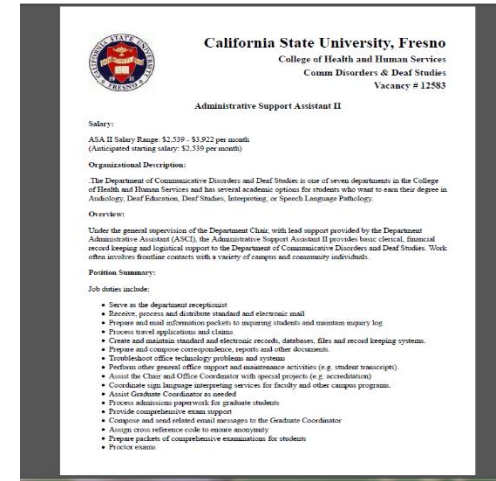 CALIFORNIA STATE UNIVERSITY
FRESNO
California State University, Fresno
College of Health and Human Services
Comm Disorders & Deaf Studies
Vacancy # 12583
Administrative Support Assistant II
Salary:
ASA II Salary Range: $2,539 - $3,922 per month
(Anticipated starting salary: $2,539 per month)
Organizational Description:
.The Department of Communicative Disorders and Deaf Studies is one of seven departments in the College
of Health and Human Services and has several academic options for students who want to earn their degree in
Audiology, Deaf Education, Deaf Studies, Interpreting, or Speech Language Pathology.
Overview:
Under the general supervision of the Department Chair, with lead support provided by the Department
Administrative Assistant (ASCI), the Administrative Support Assistant II provides basic clerical, financial
record keeping and logistical support to the Department of Communicative Disorders and Deaf Studies. Work
often involves frontline contacts with a variety of campus and community individuals.
Position Summary:
Job duties include:
• Serve as the department receptionist
• Receive, process and distribute standard and electronic mail
• Prepare and mail information packets to inquiring students and maintain inquiry log
• Process travel applications and claims
• Create and maintain standard and electronic records, databases, files and record keeping systems.
• Prepare and compose correspondence, reports and other documents.
• Troubleshoot office technology problems and systems
• Perform other general office support and maintenance activities (e.g. student transcripts).
• Assist the Chair and Office Coordinator with special projects (e.g. accreditation)
• Coordinate sign language interpreting services for faculty and other campus programs.
• Assist Graduate Coordinator as needed
• Process admissions paperwork for graduate students
• Provide comprehensive exam support
• Compose and send related email messages to the Graduate Coordinator
• Assign cross reference code to ensure anonymity
• Prepare packets of comprehensive examinations for students
• Proctor exams